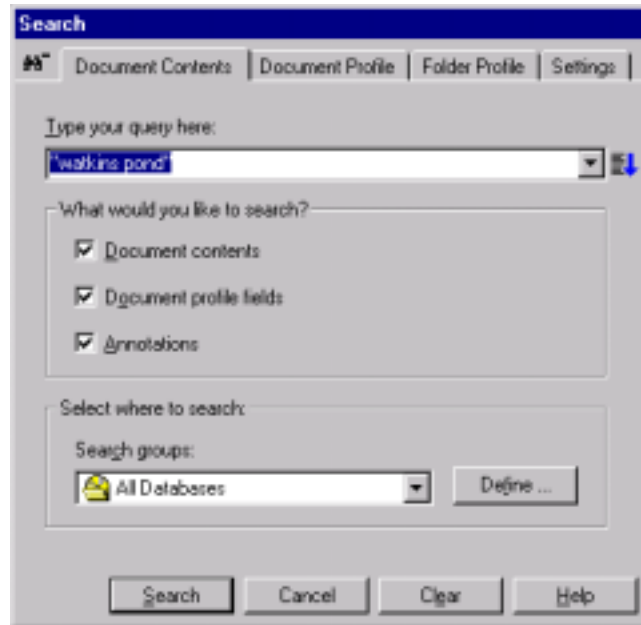 Search
Document Contents Document Profile Folder Profile Settings
Type your query here:
"watkins pond"
What would you like to search?
Document contents
Document profile fields
Annotations
Select where to search:
Search groups:
All Databases Define ...
Search Cancel Clear Help